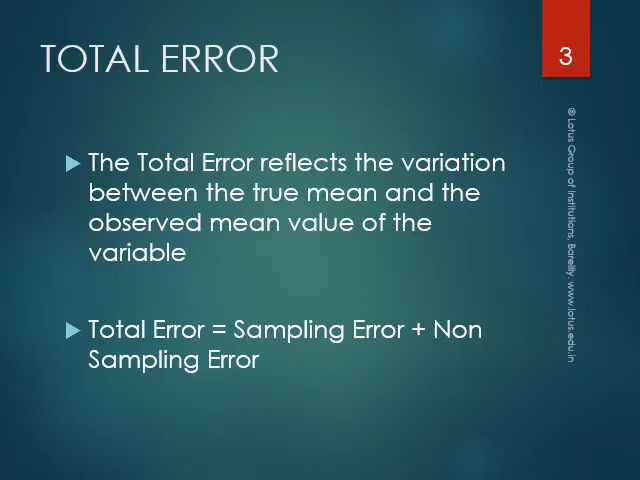 TOTAL ERROR
3
The Total Error reflects the variation
between the true mean and the
observed mean value of the
variable
Total Error = Sampling Error + Non
Sampling Error
® Lotus Group of Institutions, Bareilly. www.lotus.edu.in